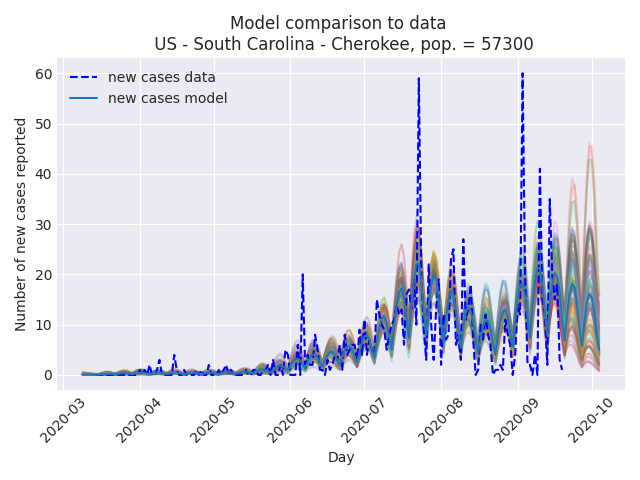 Model comparison to data
US - South Carolina - Cherokee, pop. = 57300
new cases data
new cases model
Number of new cases reported
60
50
40
30
20
10
0
2020-03
2020-04
2020-05
2020-06
2020-07
2020-08
2020-09
2020-10
Day